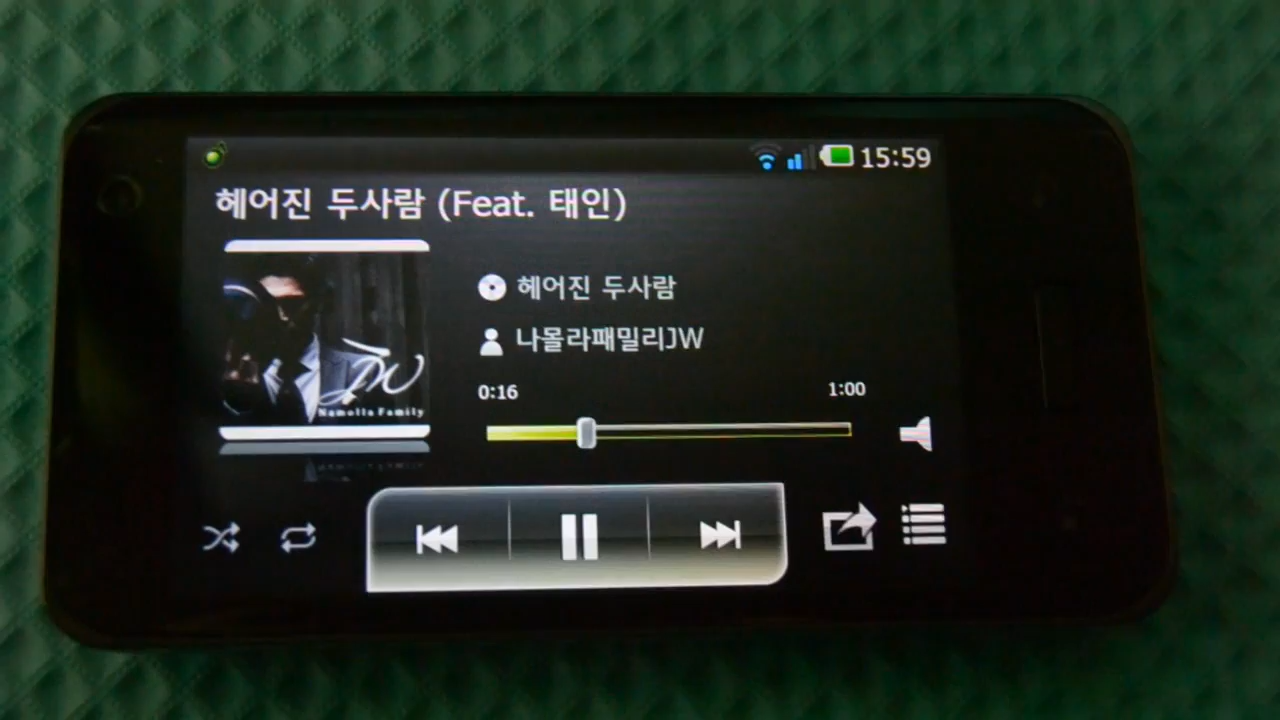 15:59
헤어진 두사람 (Feat. 태인)
헤어진 두사람
나몰라패밀리JW
0:16
1:00
JW
Namolla Family